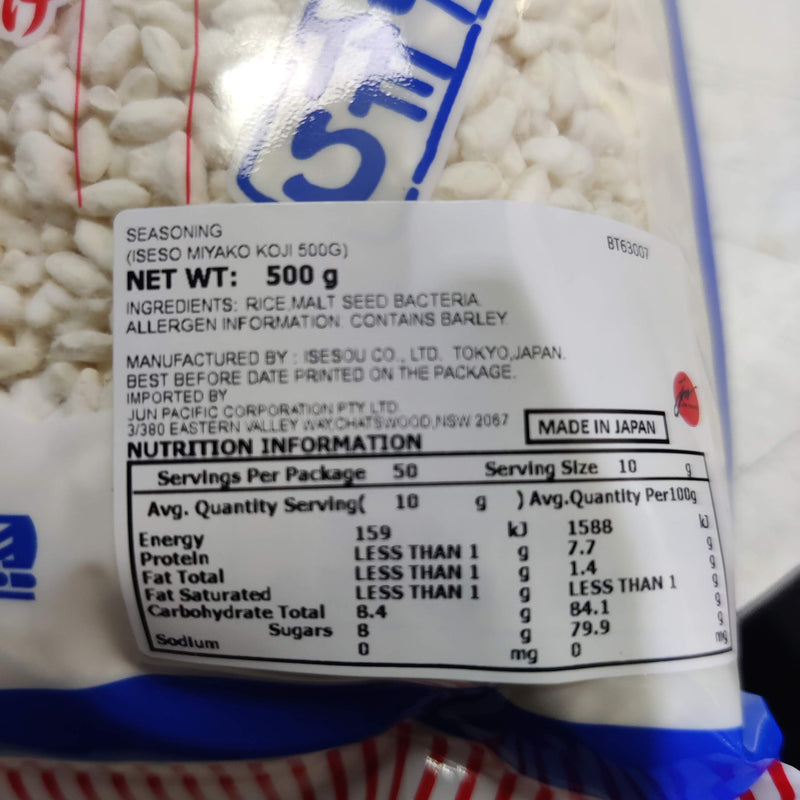 け
SEASONING
(ISESO MIYAKO KOJI 500G)
BT63007
NET WT: 500 g
INGREDIENTS: RICE,MALT SEED BACTERIA.
ALLERGEN INFORMATION: CONTAINS BARLEY.
MANUFACTURED BY : ISESOU CO., LTD. TOKYO,JAPAN.
BEST BEFORE DATE PRINTED ON THE PACKAGE.
IMPORTED BY
JUN PACIFIC CORPORATION PTY LTD.
3/380 EASTERN VALLEY WAY,CHATSWOOD,NSW 2067
MADE IN JAPAN
NUTRITION INFORMATION
Servings Per Package 50 Serving Size 10 g
Avg. Quantity Serving( 10 g ) Avg.Quantity Per100g
Energy 159 kJ 1588 kJ
Protein LESS THAN 1 g 7.7 g
Fat Total LESS THAN 1 g 1.4 g
Fat Saturated LESS THAN 1 g LESS THAN 1 g
Carbohydrate Total 8.4 g 84.1 g
Sugars 8 g 79.9 g
Sodium 0 mg 0 mg